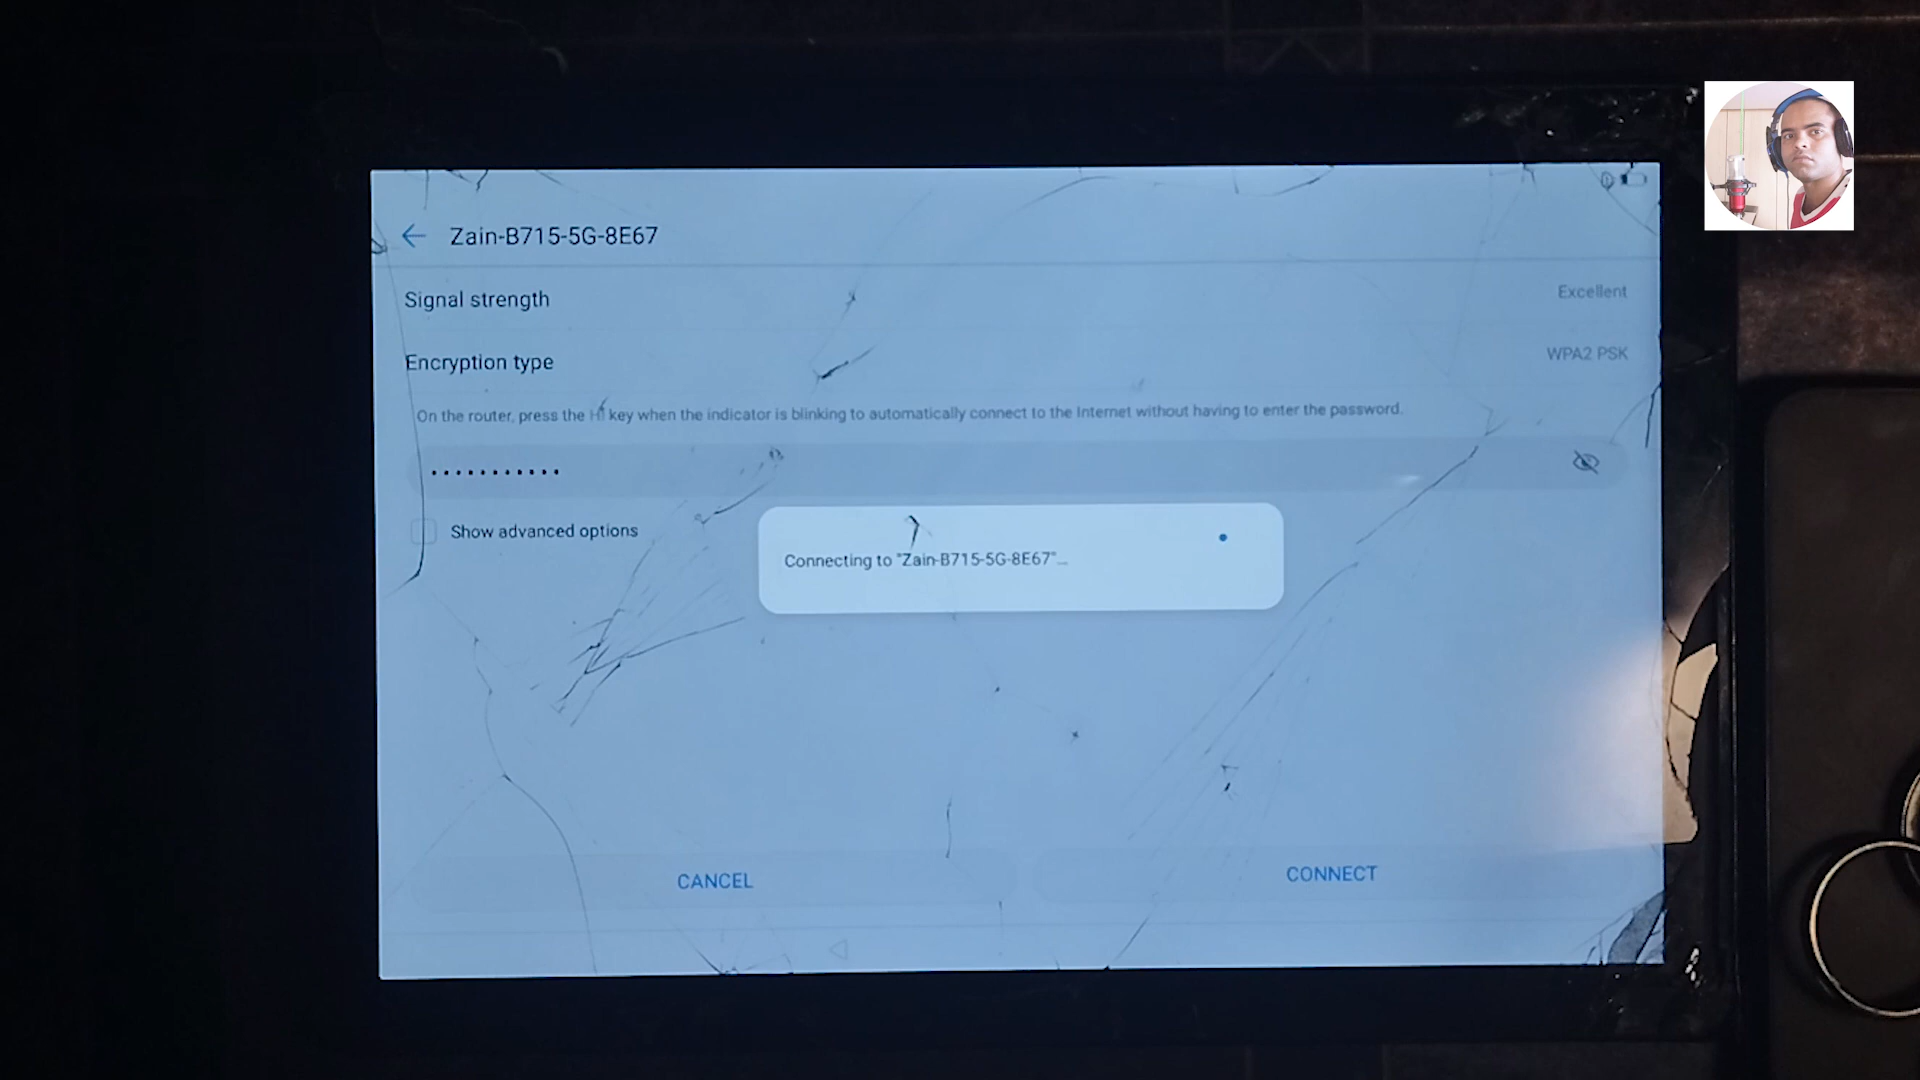 Zain-B715-5G-8E67
Signal strength
Excellent
Encryption type
WPA2 PSK
On the router, press the Hi key when the indicator is blinking to automatically connect to the Internet without having to enter the password.
Show advanced options
Connecting to "Zain-B715-5G-8E67"...
CANCEL
CONNECT